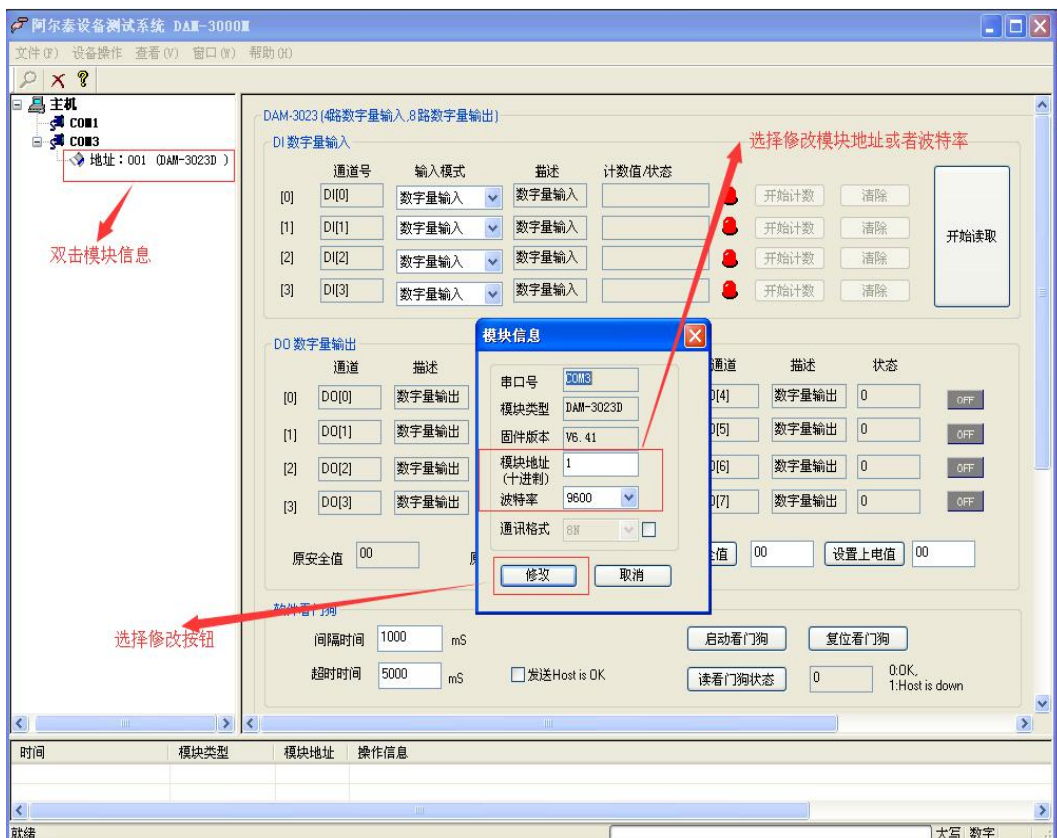 阿尔泰设备测试系统 DAM-3000M
文件(F) 设备操作 查看(V) 窗口(W) 帮助(H)
主机
COM1
COM3
地址：001 (DAM-3023D )
双击模块信息
DAM-3023(4路数字量输入,8路数字量输出)
DI数字量输入
选择修改模块地址或者波特率
通道号 输入模式 描述 计数值/状态
[0] DI[0] 数字量输入 数字量输入 开始计数 清除
[1] DI[1] 数字量输入 数字量输入 开始计数 清除
开始读取
[2] DI[2] 数字量输入 数字量输入 开始计数 清除
[3] DI[3] 数字量输入 数字量输入 开始计数 清除
DO 数字量输出
通道 描述 通道 描述 状态
[0] DO[0] 数字量输出 O[4] 数字量输出 0 OFF
[1] DO[1] 数字量输出 O[5] 数字量输出 0 OFF
[2] DO[2] 数字量输出 O[6] 数字量输出 0 OFF
[3] DO[3] 数字量输出 O[7] 数字量输出 0 OFF
原安全值 00 全值 00 设置上电值 00
模块信息
串口号 COM3
模块类型 DAM-3023D
固件版本 V6.41
模块地址 1
(十进制)
波特率 9600
通讯格式 8N
修改 取消
选择修改按钮
软件看门狗
间隔时间 1000 mS 启动看门狗 复位看门狗
超时时间 5000 mS 发送Host is OK 读看门狗状态 0 0:OK,
1:Host is down
时间 模块类型 模块地址 操作信息
就绪 大写 数字